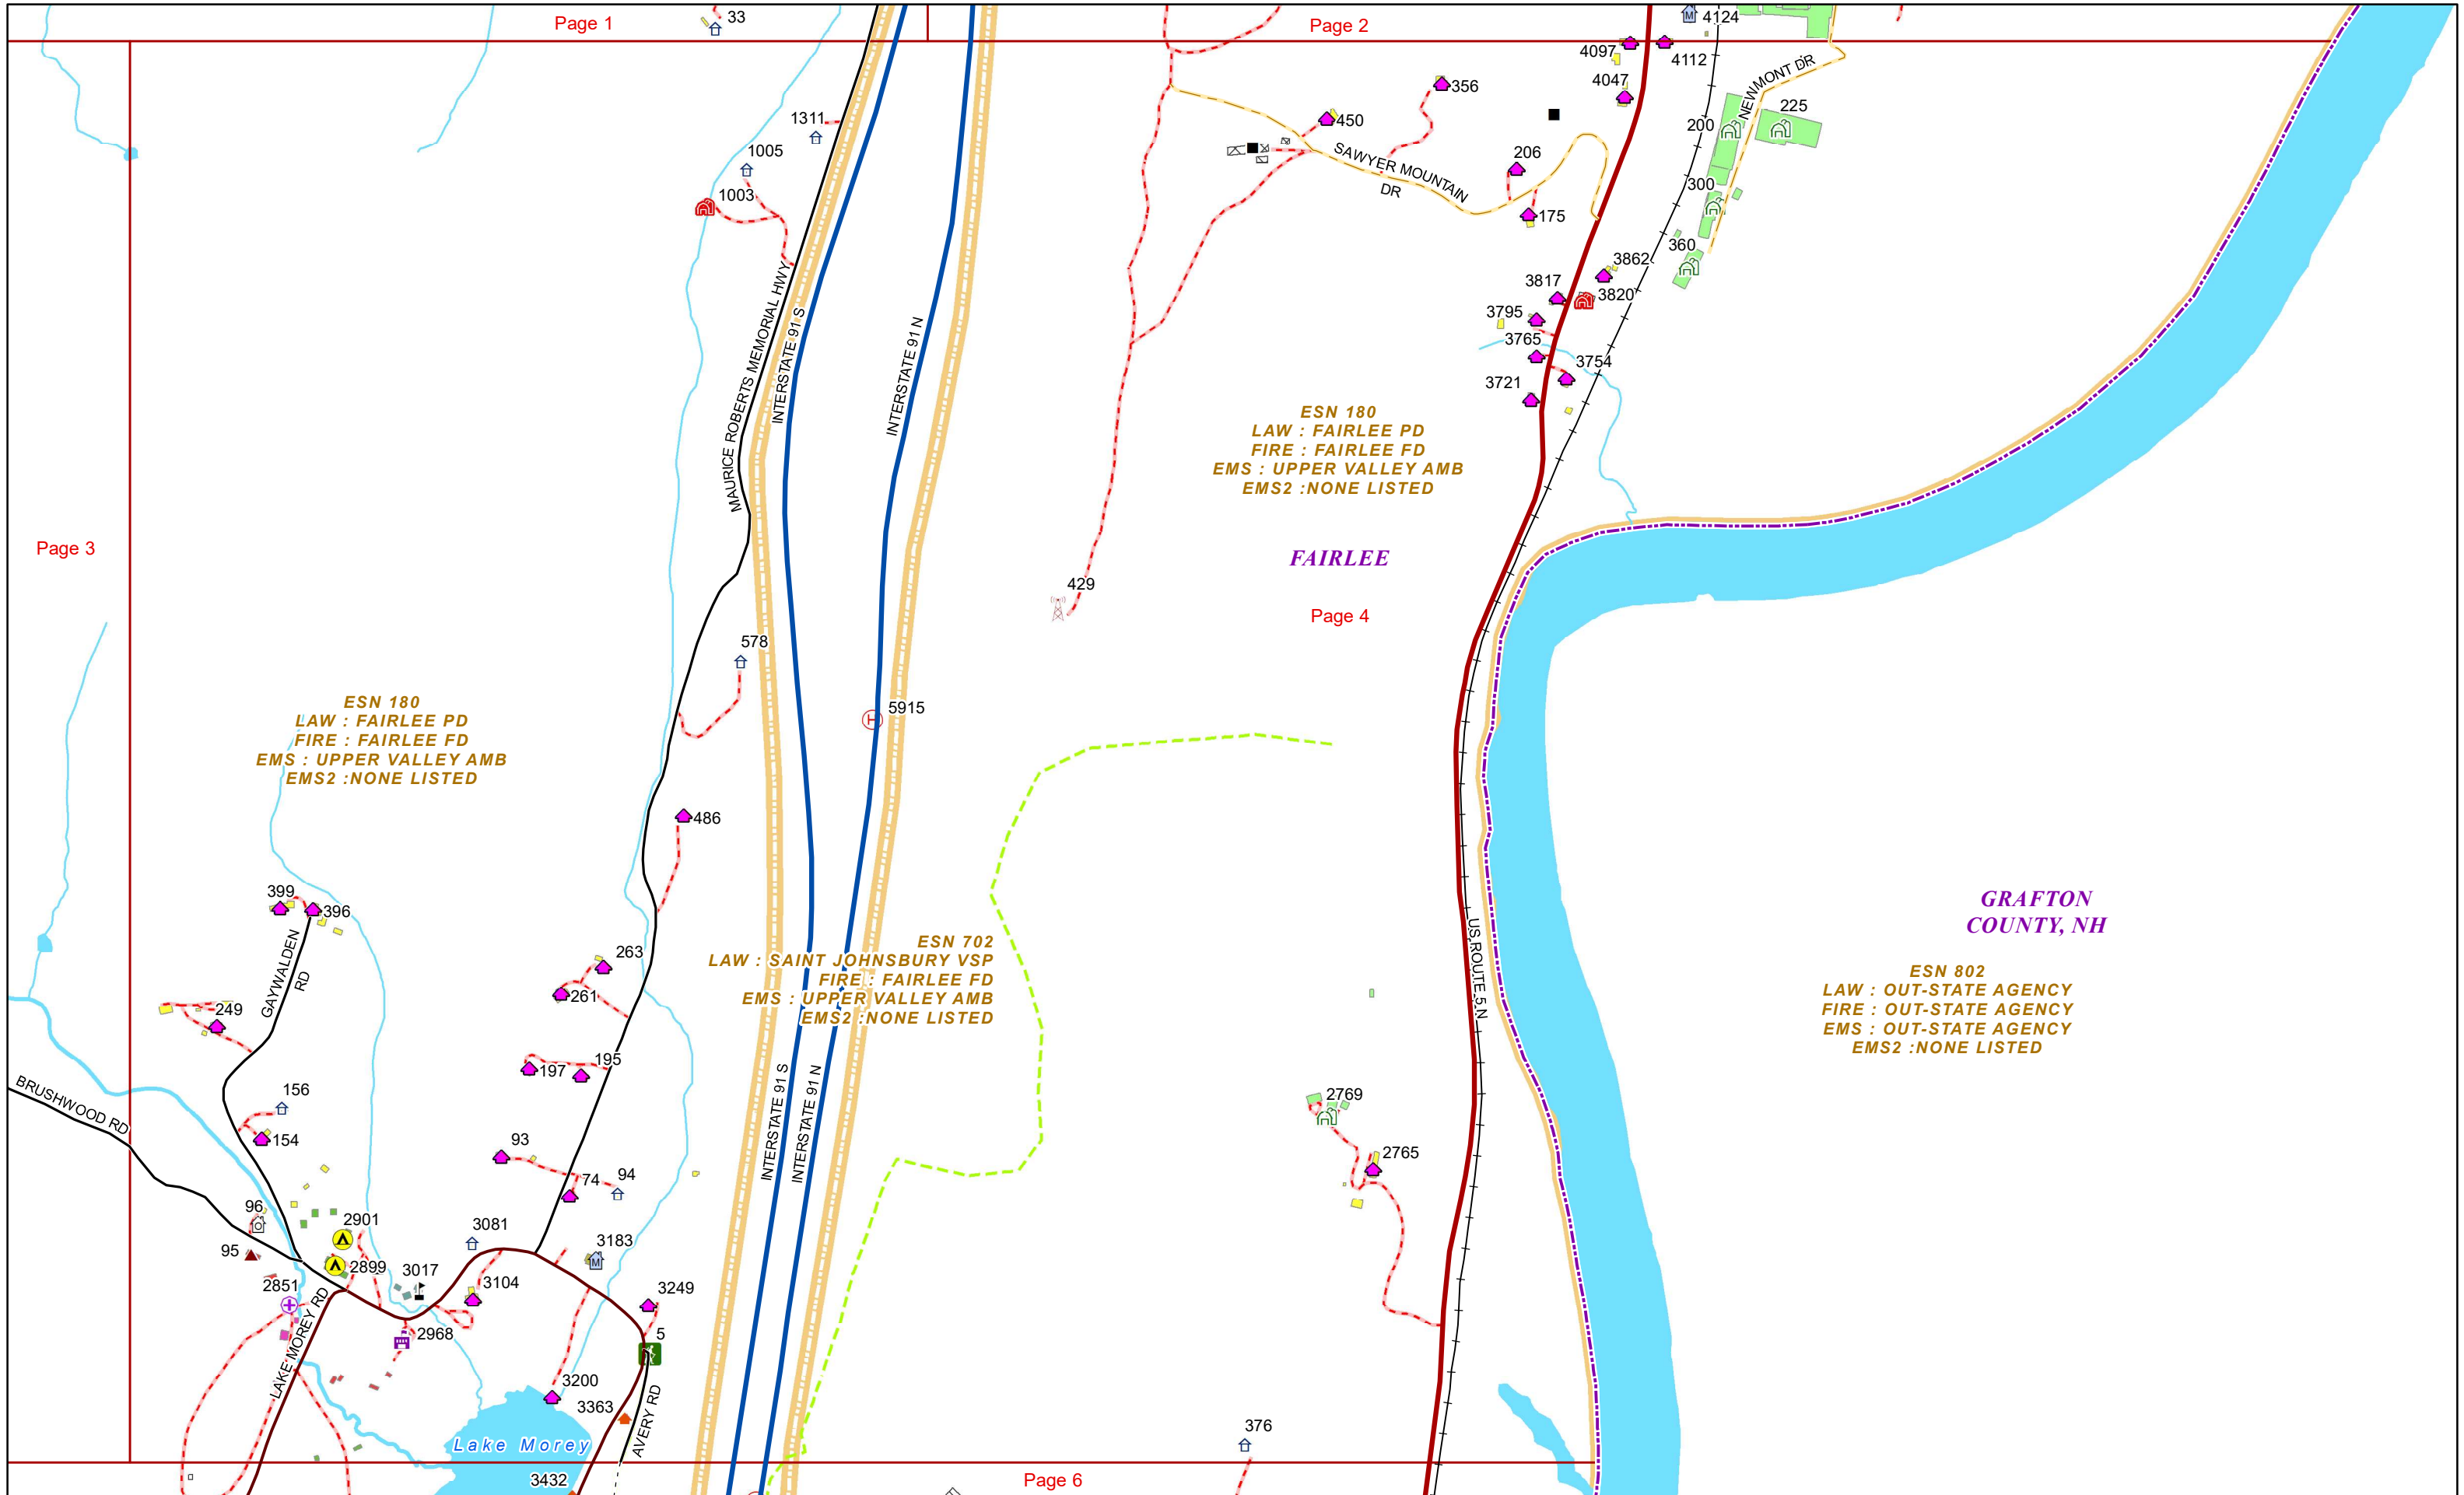 Page 1
33
Page 2
4124
4097
4112
4047
NEWMONT DR
356
450
225
200
1311
1005
SAWYER MOUNTAIN
DR
206
300
1003
175
360
3862
3817
3820
3795
3765
3754
3721
MAURICE ROBERTS MEMORIAL HWY
INTERSTATE 91 S
INTERSTATE 91 N
ESN 180
LAW : FAIRLEE PD
FIRE : FAIRLEE FD
EMS : UPPER VALLEY AMB
EMS2 :NONE LISTED
Page 3
FAIRLEE
429
Page 4
578
5915
ESN 180
LAW : FAIRLEE PD
FIRE : FAIRLEE FD
EMS : UPPER VALLEY AMB
EMS2 :NONE LISTED
486
399
396
GAYWALDEN
RD
263
261
249
ESN 702
LAW : SAINT JOHNSBURY VSP
FIRE : FAIRLEE FD
EMS : UPPER VALLEY AMB
EMS2 :NONE LISTED
US ROUTE 5 N
GRAFTON
COUNTY, NH
ESN 802
LAW : OUT-STATE AGENCY
FIRE : OUT-STATE AGENCY
EMS : OUT-STATE AGENCY
EMS2 :NONE LISTED
195
197
BRUSHWOOD RD
156
154
INTERSTATE 91 S
INTERSTATE 91 N
2769
2765
93
74
94
96
2901
3081
3183
M
95
2899
3017
3104
2851
3249
LAKE MOREY RD
2968
5
3200
3363
AVERY RD
376
Lake Morey
3432
Page 6